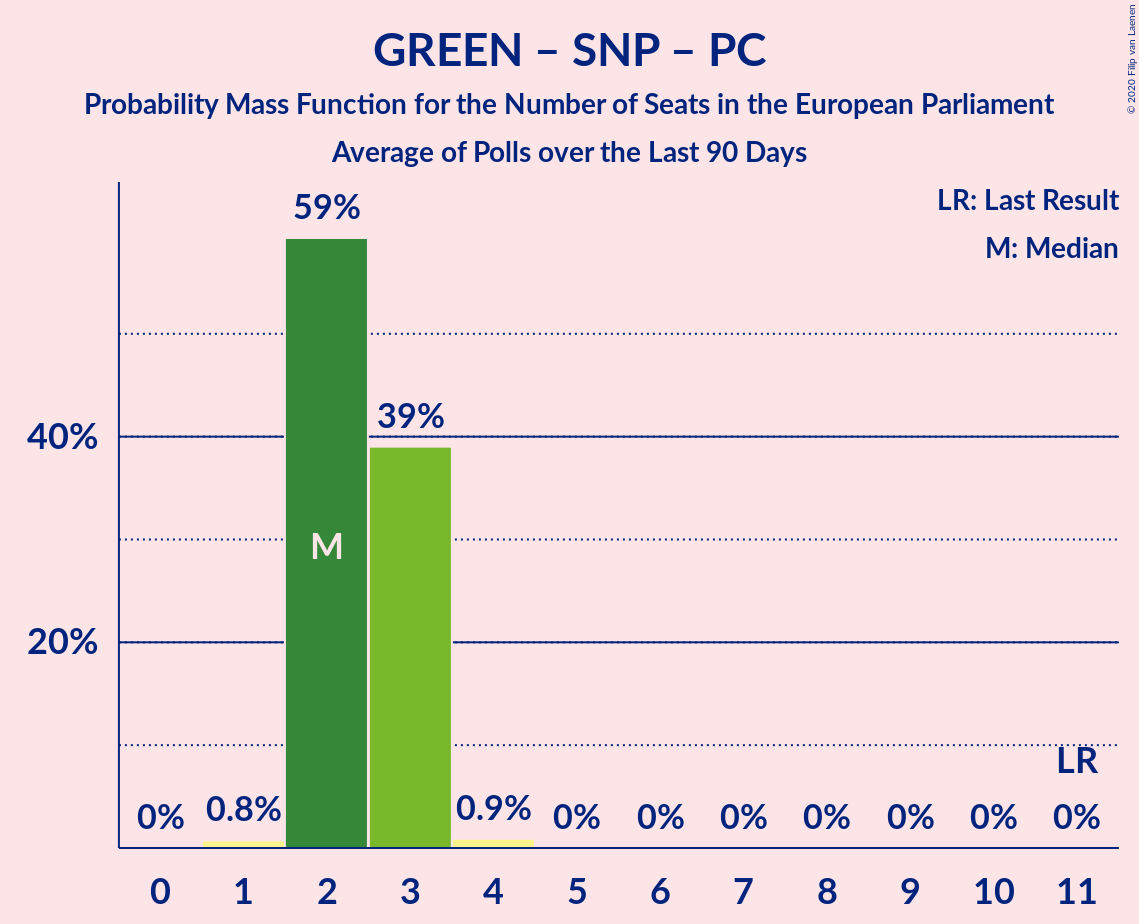 GREEN – SNP – PC
Probability Mass Function for the Number of Seats in the European Parliament
Average of Polls over the Last 90 Days
© 2020 Filip van Laenen
LR: Last Result
M: Median
59%
39%
40%
M
20%
LR
0% 0.8% 0.9% 0% 0% 0% 0% 0% 0% 0%
0 1 2 3 4 5 6 7 8 9 10 11